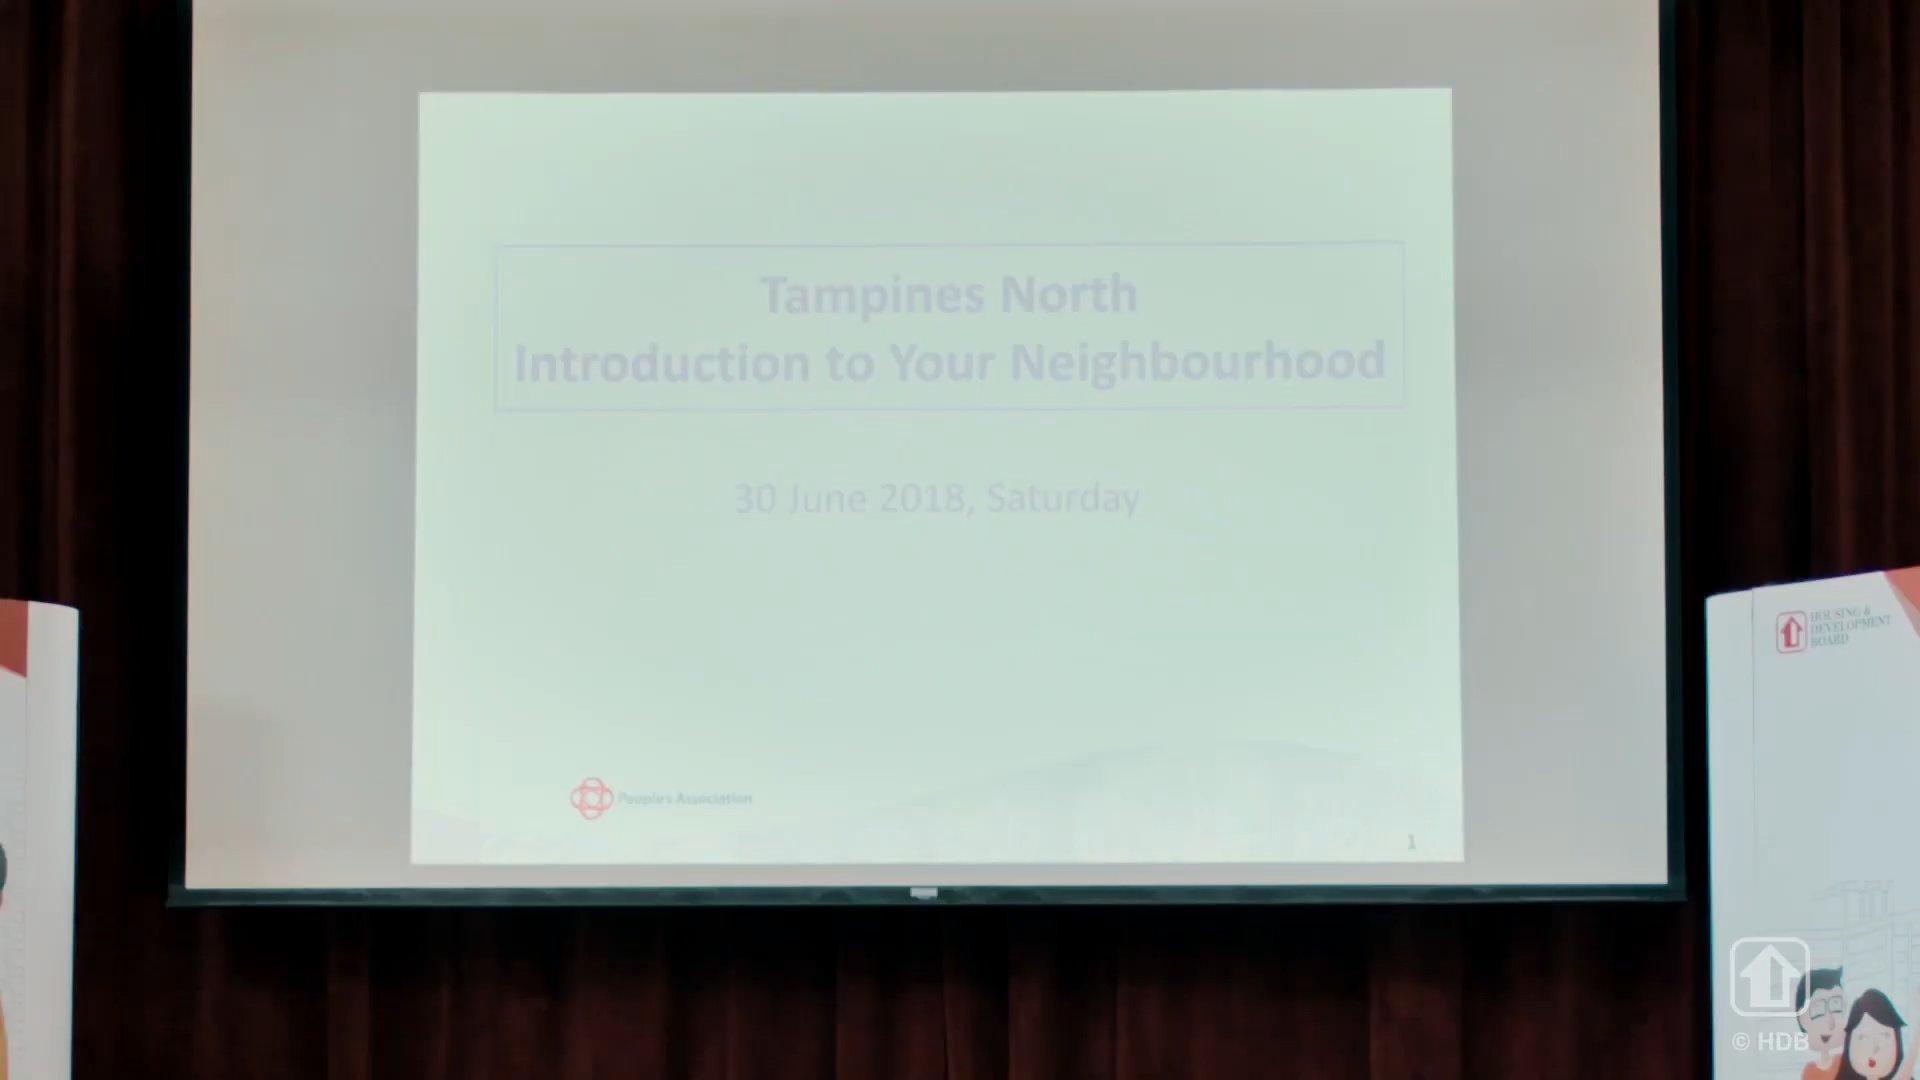 Tampines North
Introduction to Your Neighbourhood
30 June 2018, Saturday
People's Association
1
HOUSING &
DEVELOPMENT
BOARD
© HDB